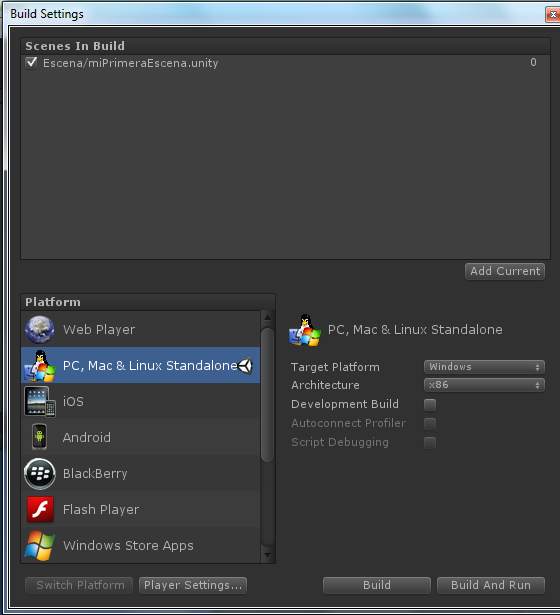 Build Settings
Scenes In Build
Escena/miPrimeraEscena.unity 0
Add Current
Platform
Web Player
PC, Mac & Linux Standalone
iOS
Android
BlackBerry
Flash Player
Windows Store Apps
PC, Mac & Linux Standalone
Target Platform Windows
Architecture x86
Development Build
Autoconnect Profiler
Script Debugging
Switch Platform Player Settings... Build Build And Run